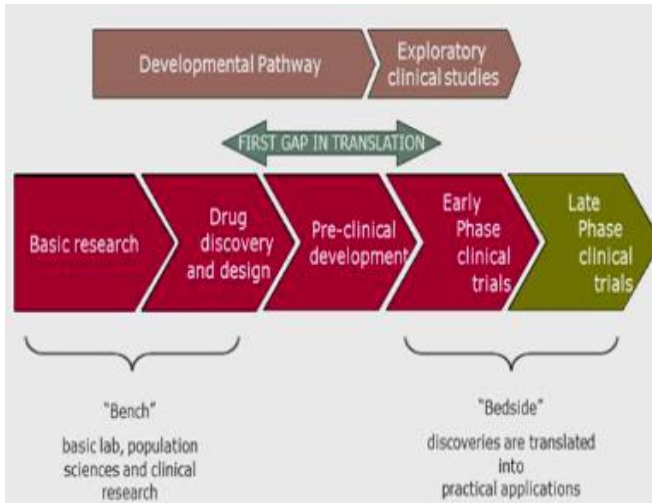 Developmental Pathway
Exploratory
clinical studies
FIRST GAP IN TRANSLATION
Basic research
Drug
discovery
and design
Pre-clinical
development
Early
Phase
clinical
trials
Late
Phase
clinical
trials
"Bench"
basic lab, population
sciences and clinical
research
"Bedside"
discoveries are translated
into
practical applications